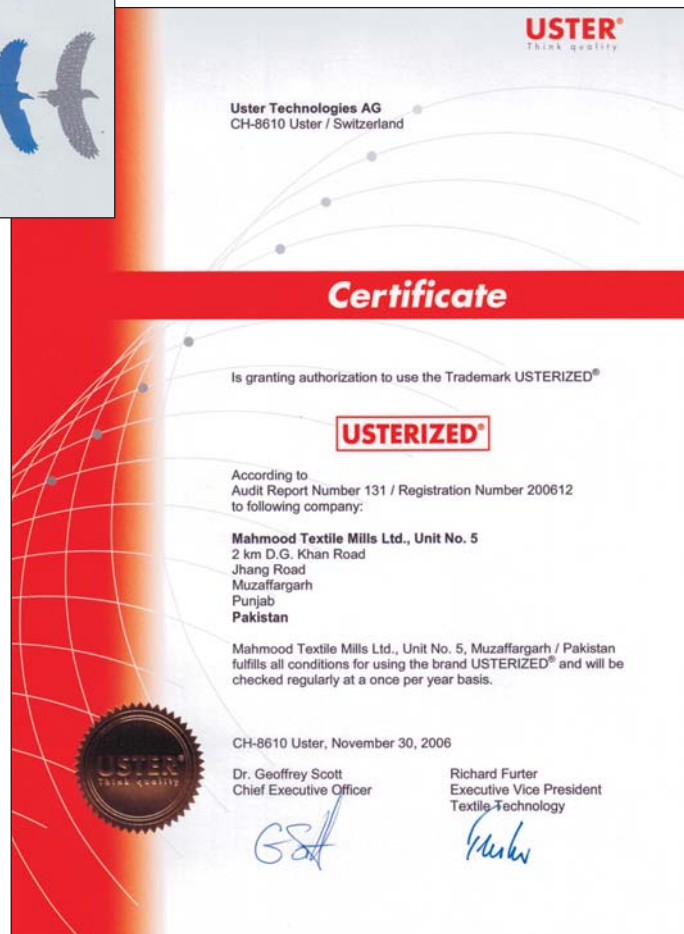 USTER®
Think quality
Uster Technologies AG
CH-8610 Uster / Switzerland
Certificate
Is granting authorization to use the Trademark USTERIZED®
USTERIZED®
According to
Audit Report Number 131 / Registration Number 200612
to following company:
Mahmood Textile Mills Ltd., Unit No. 5
2 km D.G. Khan Road
Jhang Road
Muzaffargarh
Punjab
Pakistan
Mahmood Textile Mills Ltd., Unit No. 5, Muzaffargarh / Pakistan
fulfills all conditions for using the brand USTERIZED® and will be
checked regularly at a once per year basis.
USTER®
Think quality
CH-8610 Uster, November 30, 2006
Dr. Geoffrey Scott
Chief Executive Officer
Richard Furter
Executive Vice President
Textile Technology